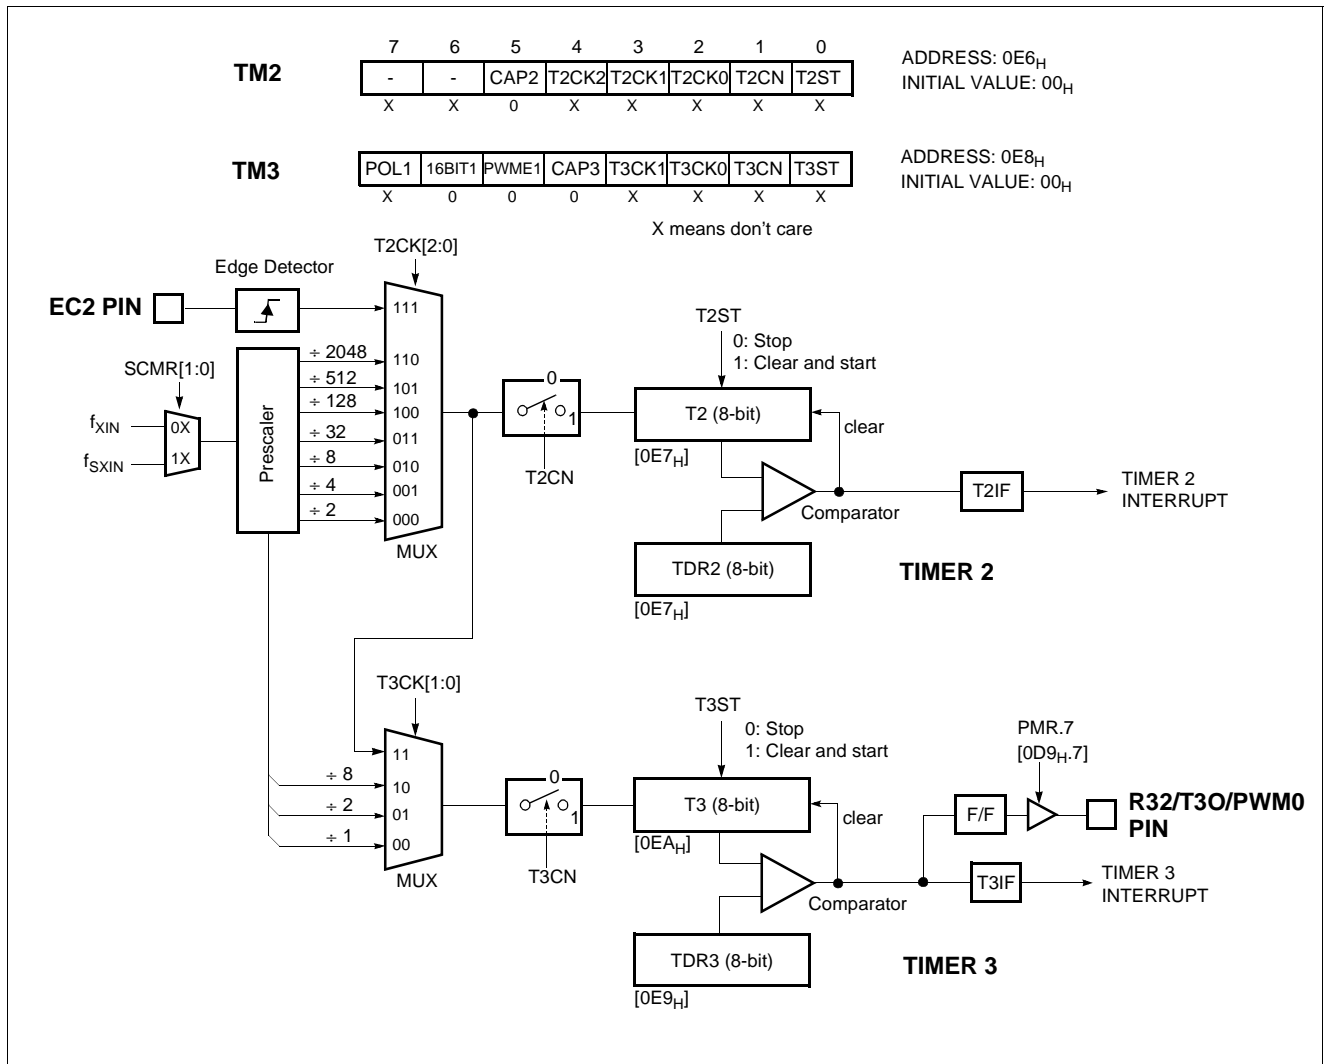 7 6 5 4 3 2 1 0
TM2 - - CAP2 T2CK2 T2CK1 T2CK0 T2CN T2ST
X X 0 X X X X X
ADDRESS: 0E6H
INITIAL VALUE: 00H
TM3 POL1 16BIT1 PWME1 CAP3 T3CK1 T3CK0 T3CN T3ST
X 0 0 0 X X X X
ADDRESS: 0E8H
INITIAL VALUE: 00H
X means don't care
T2CK[2:0]
Edge Detector
EC2 PIN
111
SCMR[1:0]
fXIN
fSXIN
0X
1X
Prescaler
÷ 2048 110
÷ 512 101
÷ 128 100
÷ 32 011
÷ 8 010
÷ 4 001
÷ 2 000
MUX
0
1
T2CN
T2ST
0: Stop
1: Clear and start
T2 (8-bit)
[0E7H]
clear
Comparator
T2IF
TIMER 2
INTERRUPT
TDR2 (8-bit)
[0E7H]
TIMER 2
T3CK[1:0]
11
÷ 8 10
÷ 2 01
÷ 1 00
MUX
0
1
T3CN
T3ST
0: Stop
1: Clear and start
T3 (8-bit)
[0EAH]
clear
Comparator
PMR.7
[0D9H.7]
F/F
R32/T3O/PWM0
PIN
T3IF
TIMER 3
INTERRUPT
TDR3 (8-bit)
[0E9H]
TIMER 3